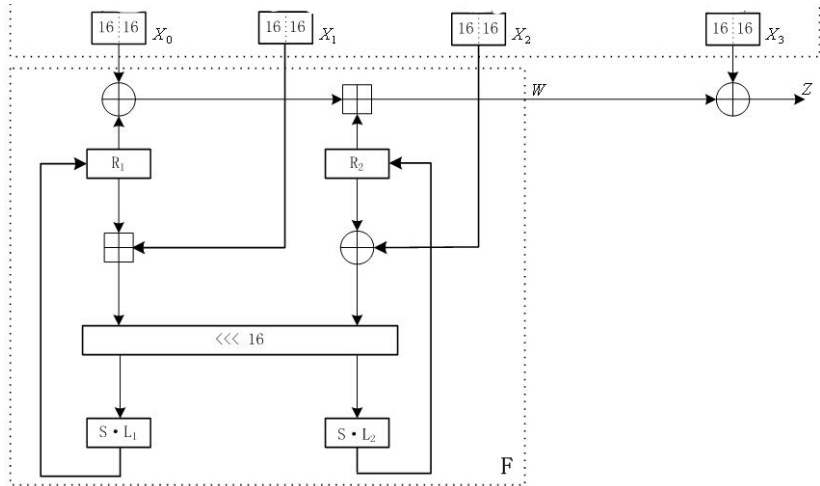 16 16 X₀
16 16 X₁
16 16 X₂
16 16 X₃
W
Z
R₁
R₂
<<< 16
S·L₁
S·L₂
F